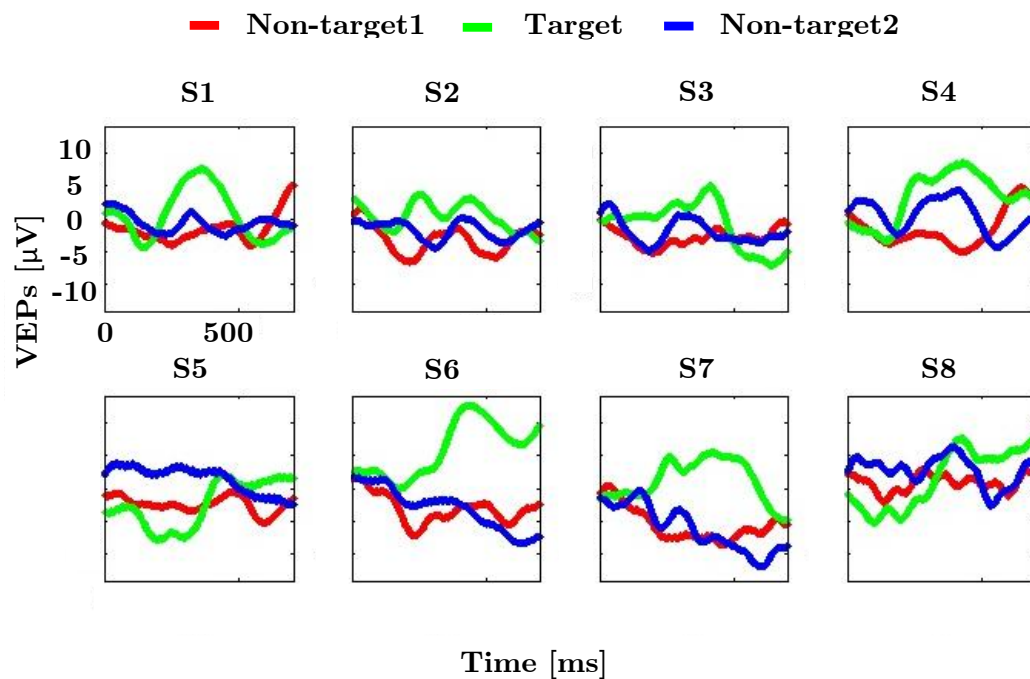 Non-target1 Target Non-target2
S1 S2 S3 S4
10
5
0
-5
-10
VEPs [µV]
0 500
S5 S6 S7 S8
Time [ms]